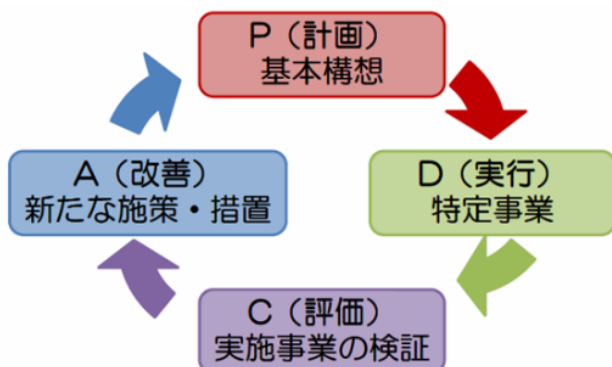 P（計画）
基本構想
D（実行）
特定事業
C（評価）
実施事業の検証
A（改善）
新たな施策・措置